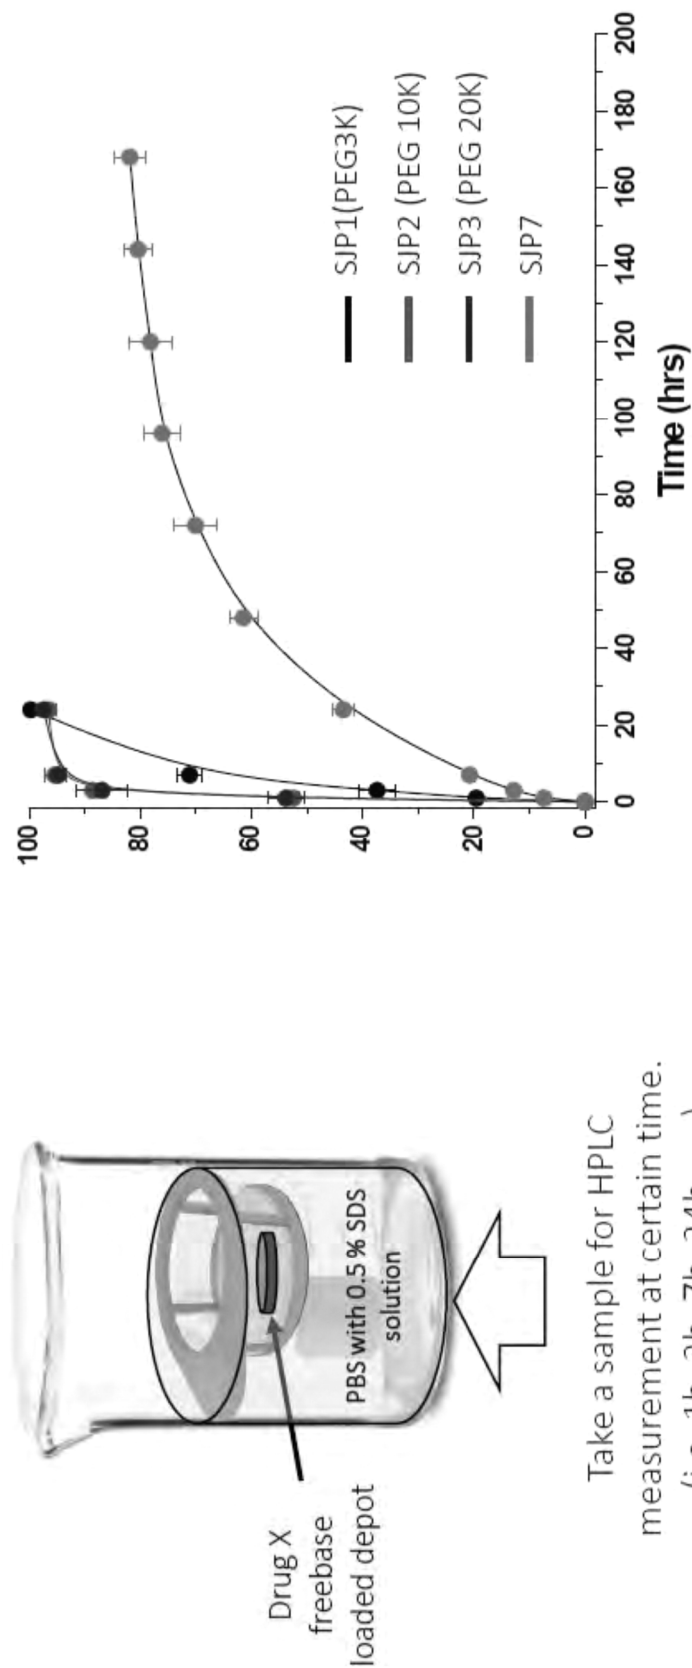 Drug X
freebase
loaded depot
PBS with 0.5% SDS
solution
Take a sample for HPLC
measurement at certain time.
100
80
60
40
20
0
SJP1(PEG3K)
SJP2 (PEG 10K)
SJP3 (PEG 20K)
SJP7
0 20 40 60 80 100 120 140 160 180 200
Time (hrs)